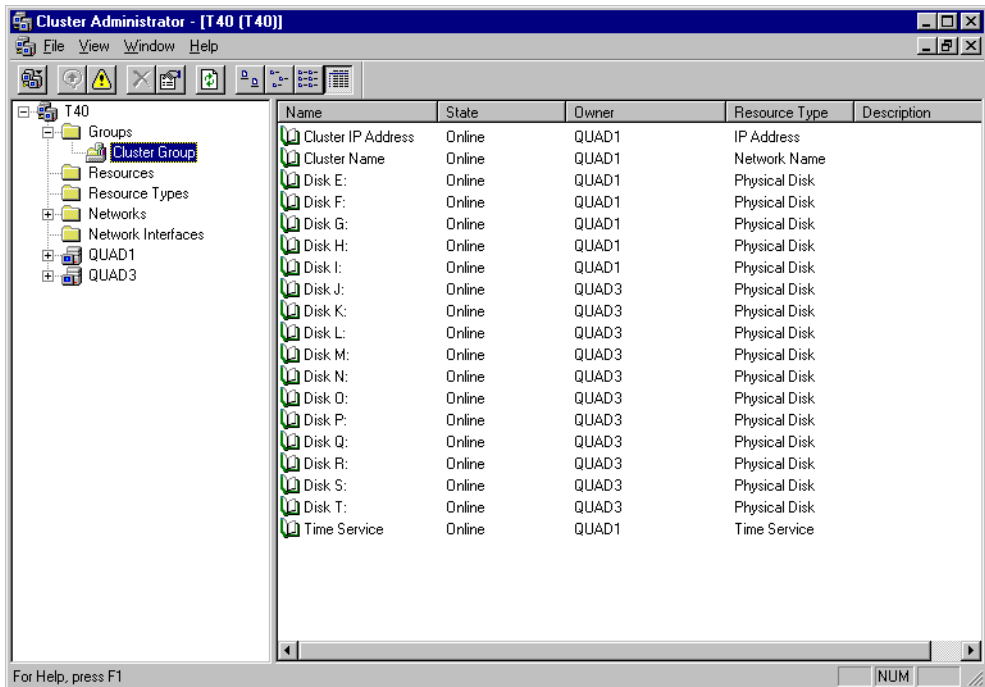 Cluster Administrator - [T40 (T40)]
File View Window Help
T40
Groups
Cluster Group
Resources
Resource Types
Networks
Network Interfaces
QUAD1
QUAD3
Name State Owner Resource Type Description
Cluster IP Address Online QUAD1 IP Address
Cluster Name Online QUAD1 Network Name
Disk E: Online QUAD1 Physical Disk
Disk F: Online QUAD1 Physical Disk
Disk G: Online QUAD1 Physical Disk
Disk H: Online QUAD1 Physical Disk
Disk I: Online QUAD1 Physical Disk
Disk J: Online QUAD3 Physical Disk
Disk K: Online QUAD3 Physical Disk
Disk L: Online QUAD3 Physical Disk
Disk M: Online QUAD3 Physical Disk
Disk N: Online QUAD3 Physical Disk
Disk O: Online QUAD3 Physical Disk
Disk P: Online QUAD3 Physical Disk
Disk Q: Online QUAD3 Physical Disk
Disk R: Online QUAD3 Physical Disk
Disk S: Online QUAD3 Physical Disk
Disk T: Online QUAD3 Physical Disk
Time Service Online QUAD1 Time Service
For Help, press F1 NUM